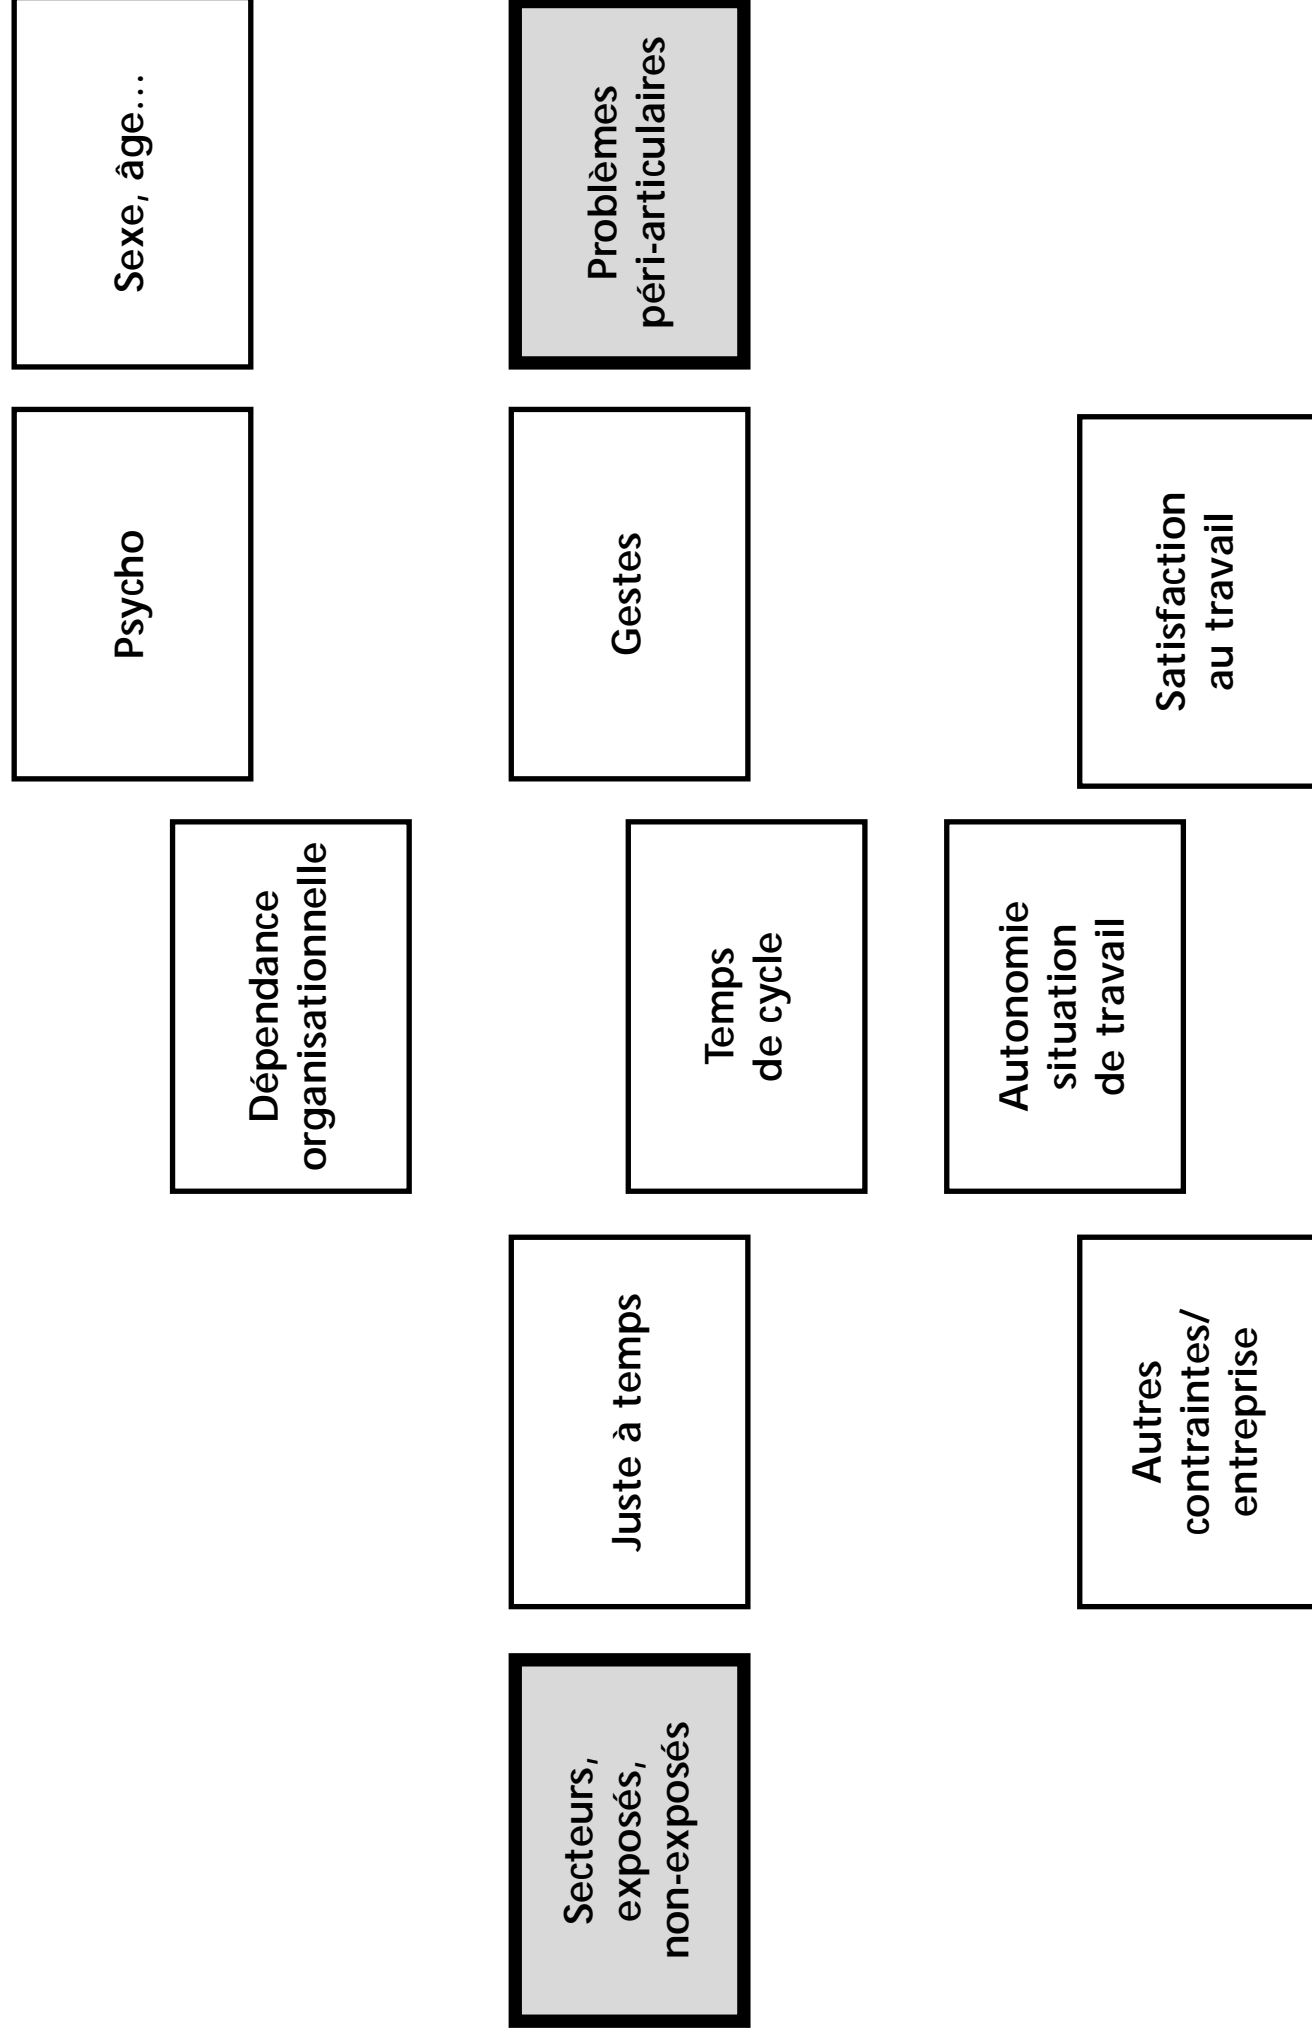 Psycho
Sexe, âge...
Dépendance
organisationnelle
Secteurs,
exposés,
non-exposés
Juste à temps
Gestes
Problèmes
péri-articulaires
Temps
de cycle
Autonomie
situation
de travail
Autres
contraintes/
entreprise
Satisfaction
au travail